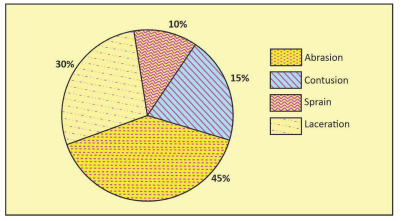 10%
30%
15%
45%
Abrasion
Contusion
Sprain
Laceration